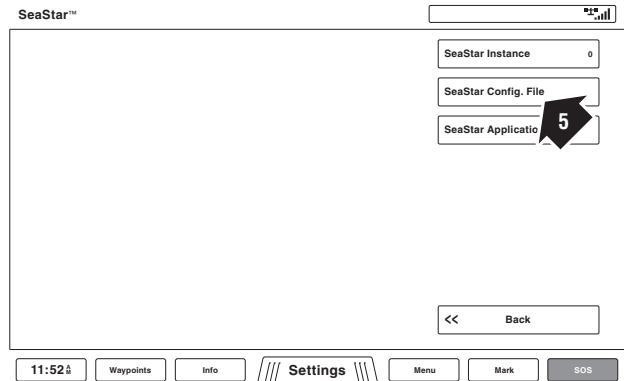 SeaStar™
SeaStar Instance 0
SeaStar Config. File
5
SeaStar Applicatio
<< Back
11:52 AM Waypoints Info Settings Menu Mark SOS